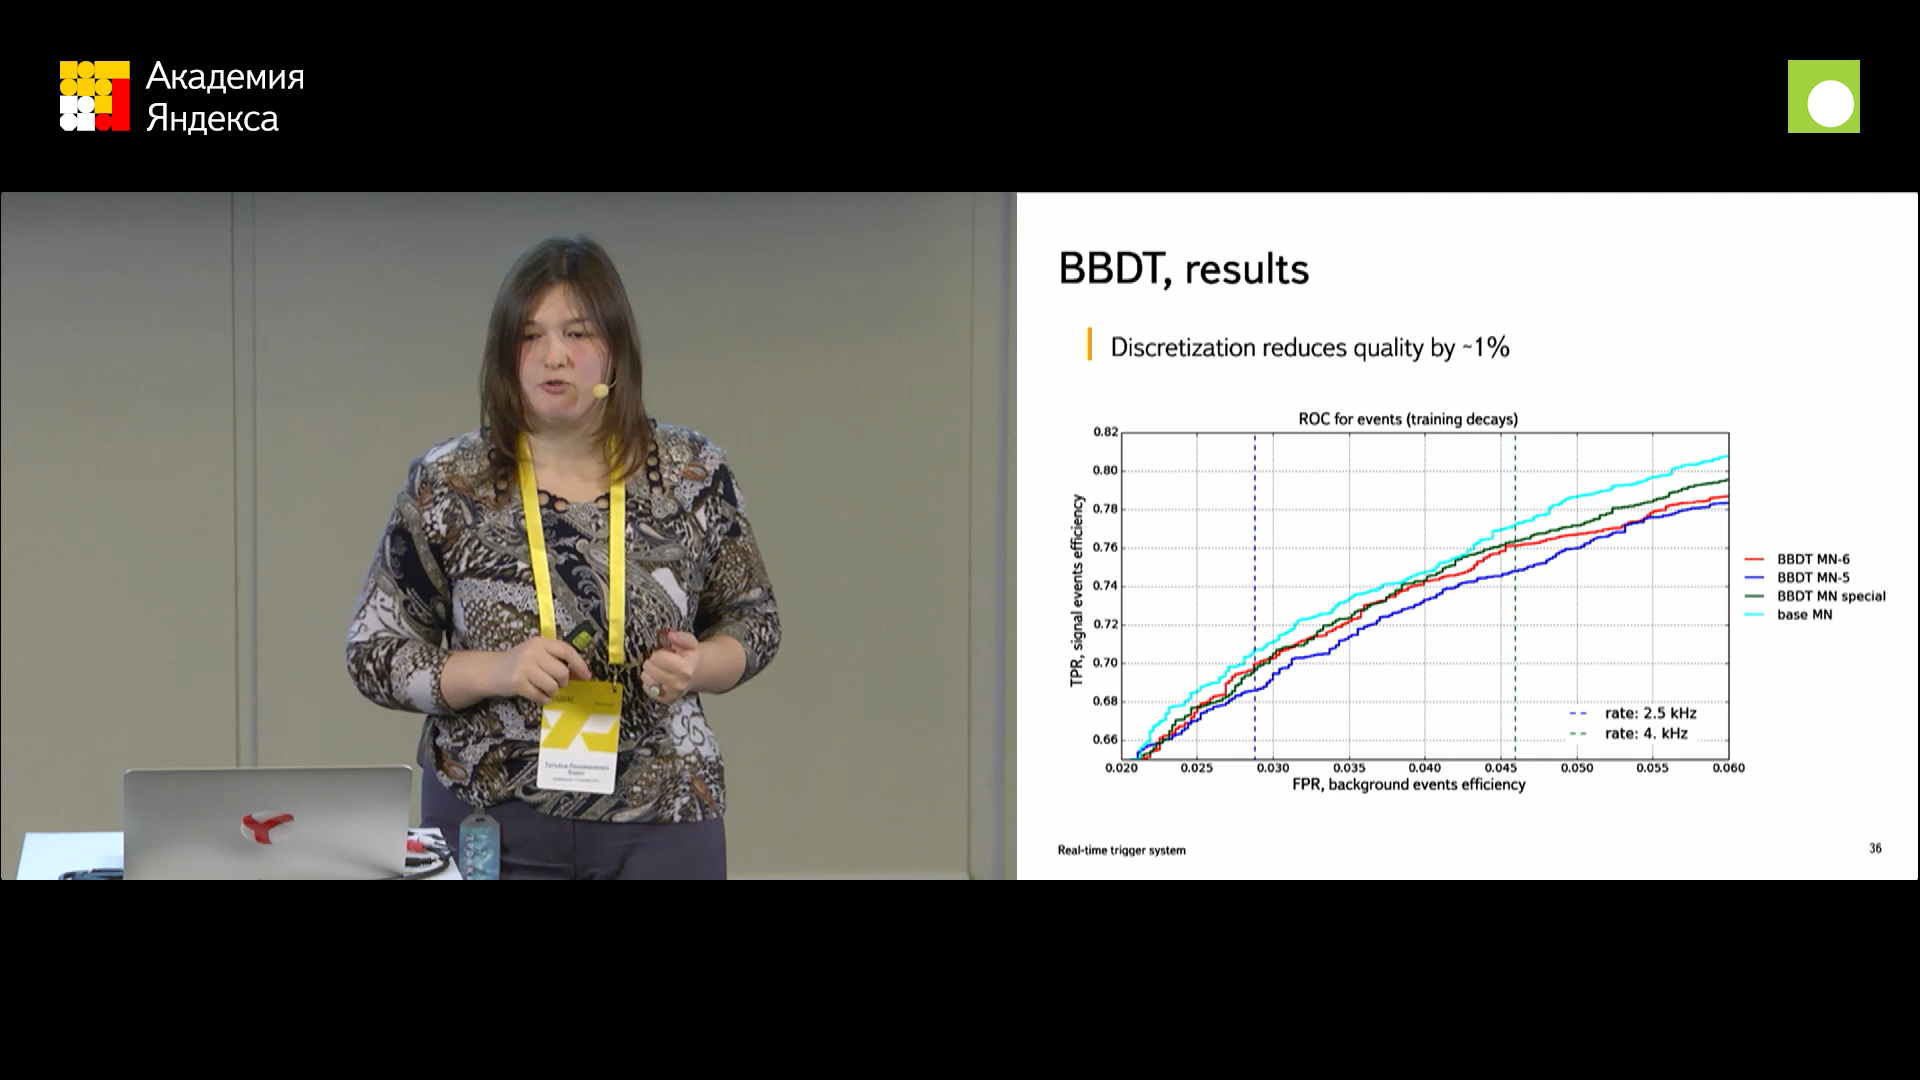 Академия
Яндекса
BBDT, results
Discretization reduces quality by ~1%
ROC for events (training decays)
0.82
0.80
0.78
0.76
0.74
0.72
0.70
0.68
0.66
TPR, signal events efficiency
0.020 0.025 0.030 0.035 0.040 0.045 0.050 0.055 0.060
FPR, background events efficiency
rate: 2.5 kHz
rate: 4. kHz
BBDT MN-6
BBDT MN-5
BBDT MN special
base MN
Real-time trigger system
36